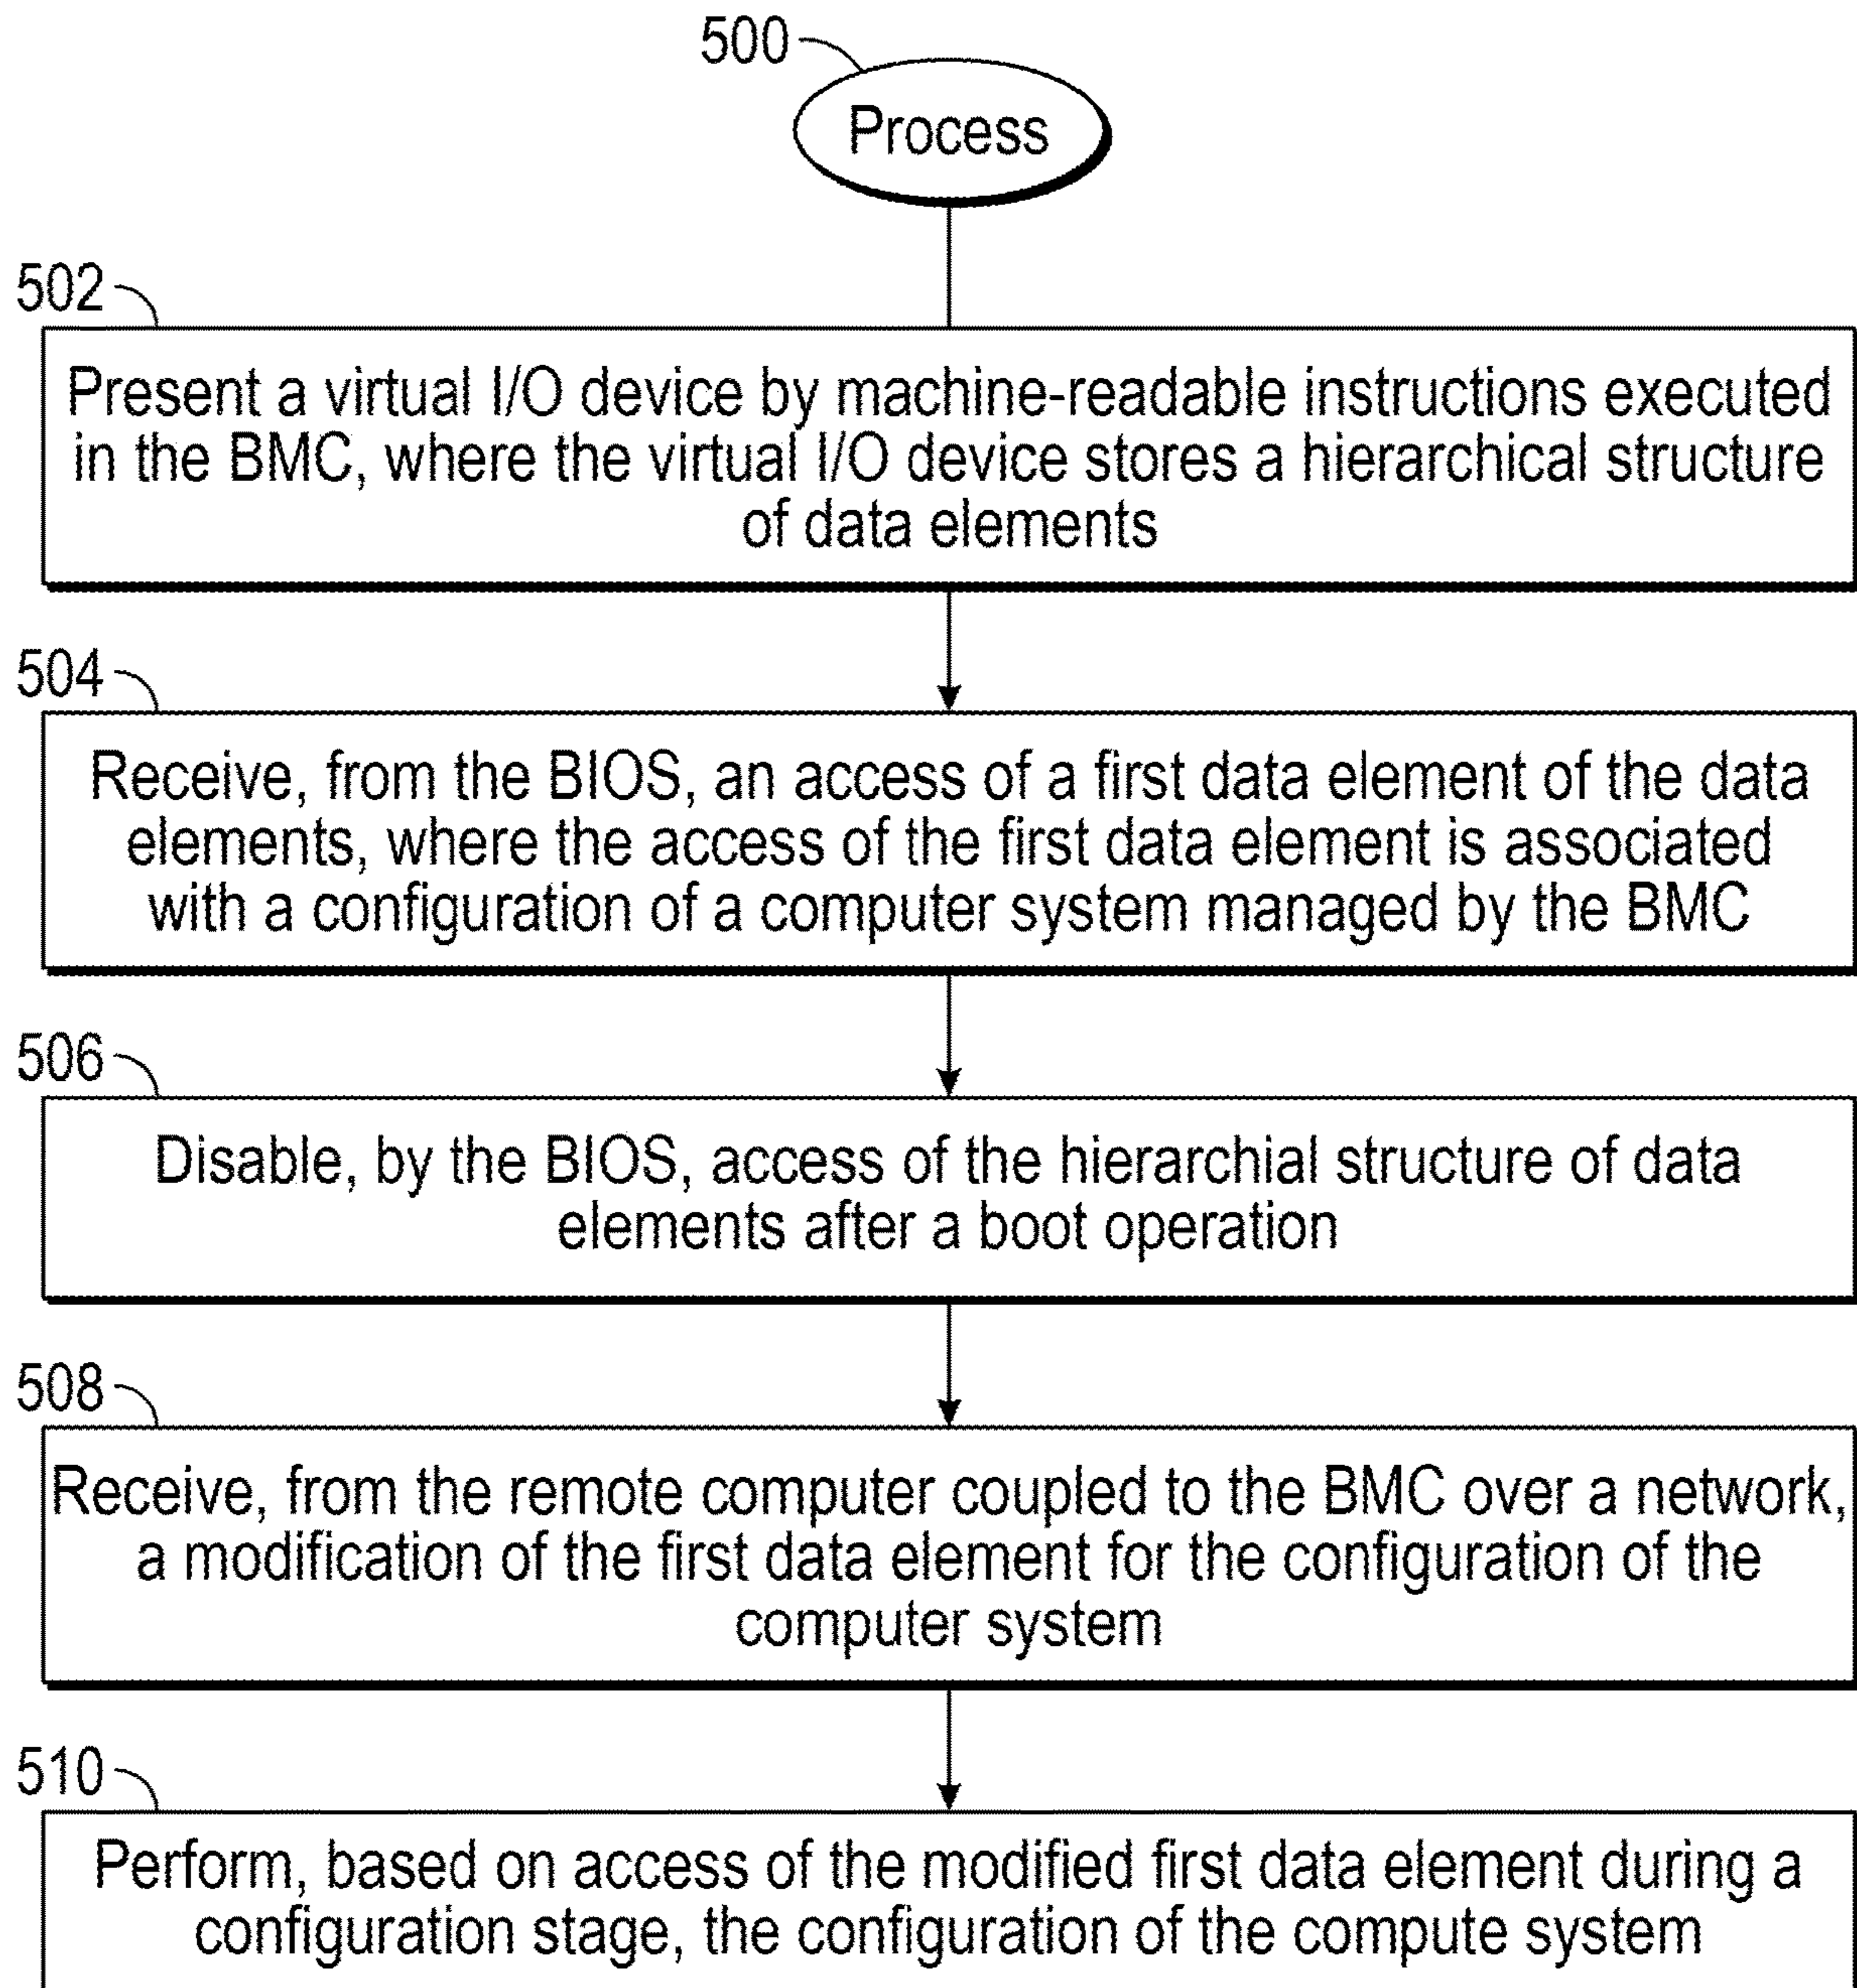 500
Process
502
Present a virtual I/O device by machine-readable instructions executed
in the BMC, where the virtual I/O device stores a hierarchical structure
of data elements
504
Receive, from the BIOS, an access of a first data element of the data
elements, where the access of the first data element is associated
with a configuration of a computer system managed by the BMC
506
Disable, by the BIOS, access of the hierarchial structure of data
elements after a boot operation
508
Receive, from the remote computer coupled to the BMC over a network,
a modification of the first data element for the configuration of the
computer system
510
Perform, based on access of the modified first data element during a
configuration stage, the configuration of the compute system